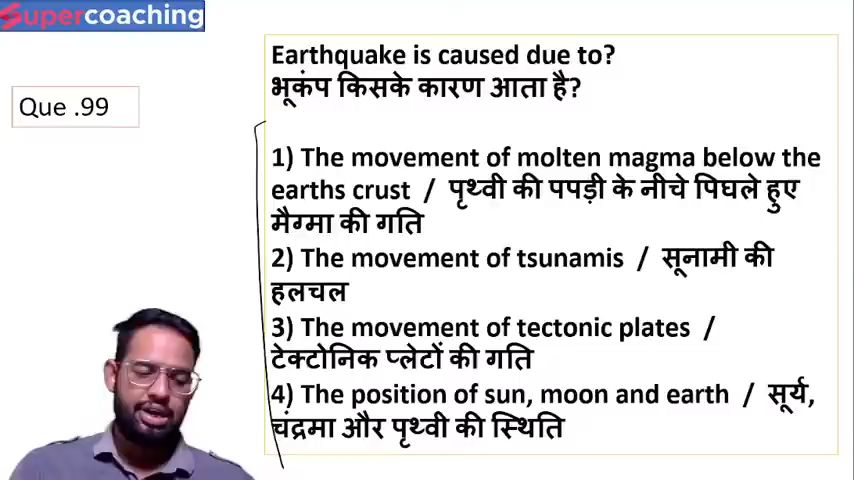 Supercoaching
Que .99
Earthquake is caused due to?
भूकंप किसके कारण आता है?
1) The movement of molten magma below the
earths crust / पृथ्वी की पपड़ी के नीचे पिघले हुए
मैग्मा की गति
2) The movement of tsunamis / सूनामी की
हलचल
3) The movement of tectonic plates /
टेक्टोनिक प्लेटों की गति
4) The position of sun, moon and earth / सूर्य,
चंद्रमा और पृथ्वी की स्थिति